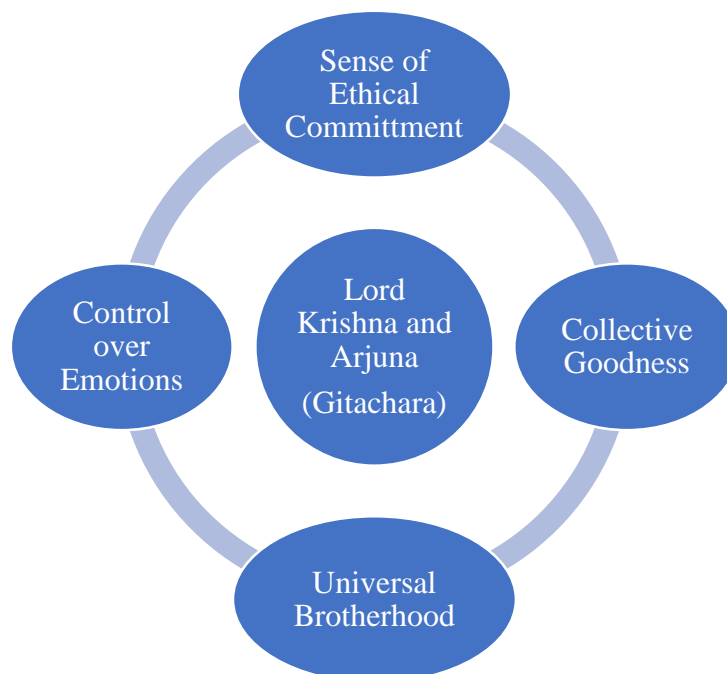 Sense of
Ethical
Committment
Control
over
Emotions
Lord
Krishna and
Arjuna
(Gitachara)
Collective
Goodness
Universal
Brotherhood